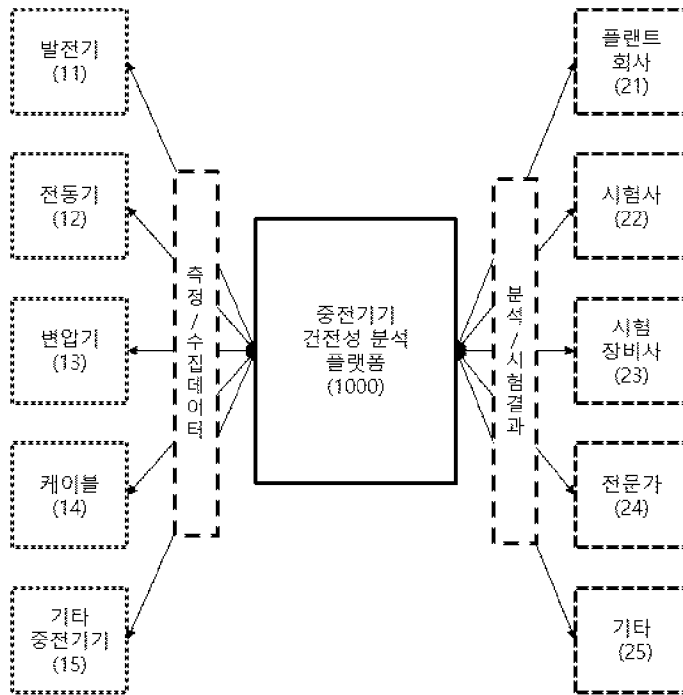 발전기
(11)
전동기
(12)
변압기
(13)
케이블
(14)
기타
중전기기
(15)
측정/수집데이터
중전기기
건전성 분석
플랫폼
(1000)
분석/시험결과
플랜트
회사
(21)
시험사
(22)
시험
장비사
(23)
전문가
(24)
기타
(25)